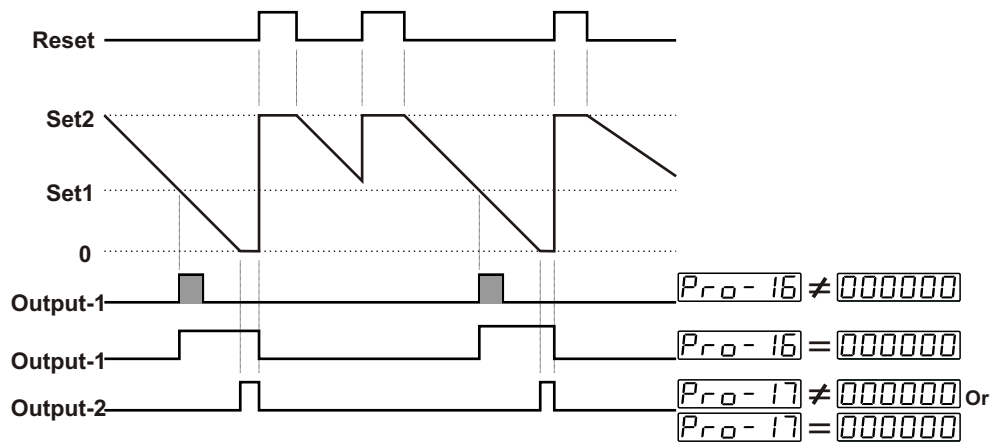 Reset
Set2
Set1
0
Output-1 Pro-16 ≠ 000000
Output-1 Pro-16 = 000000
Output-2 Pro-17 ≠ 000000 Or
Pro-17 = 000000